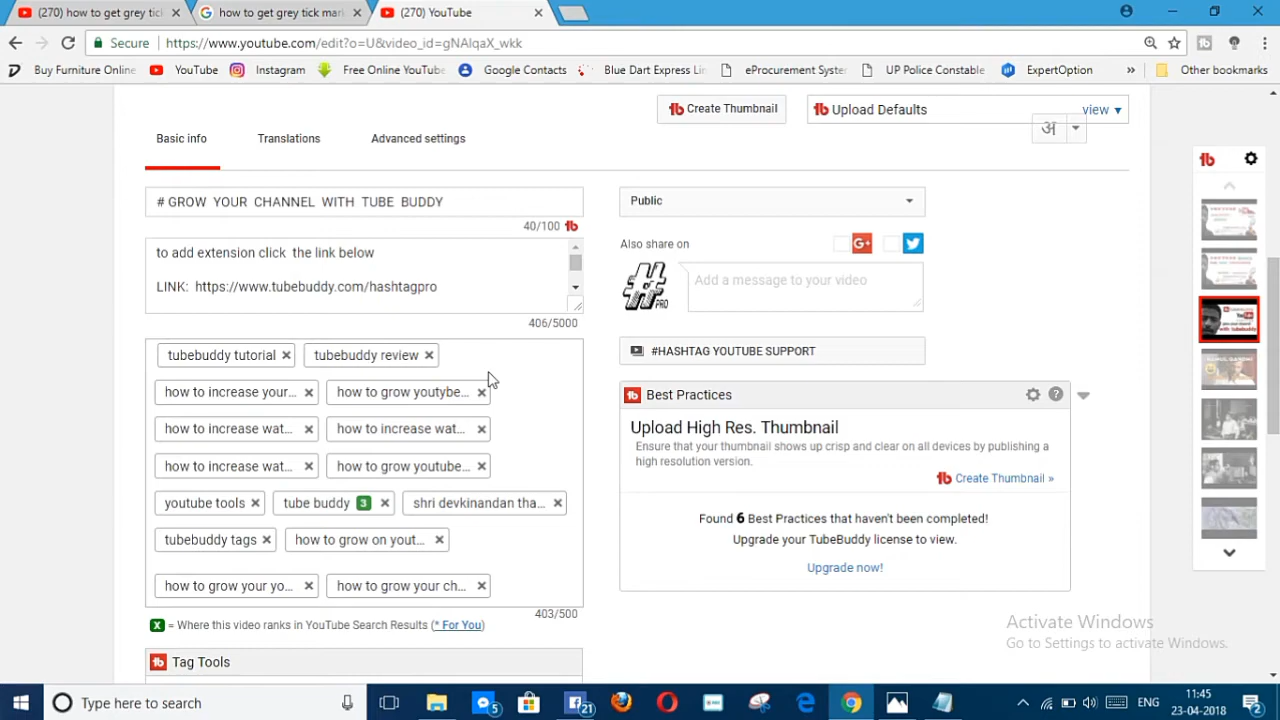 (270) how to get grey tick
how to get grey tick mar
(270) YouTube
Secure https://www.youtube.com/edit?o=U&video_id=gNAlqaX_wkk
Buy Furniture Online YouTube Instagram Free Online YouTube Google Contacts Blue Dart Express Li eProcurement Syste UP Police Constable ExpertOption » Other bookmarks
Create Thumbnail Upload Defaults view
अ
Basic info Translations Advanced settings
# GROW YOUR CHANNEL WITH TUBE BUDDY
40/100
to add extension click the link below
LINK: https://www.tubebuddy.com/hashtagpro
406/5000
Public
Also share on
G+
# of PRO
Add a message to your video
#HASHTAG YOUTUBE SUPPORT
tubebuddy tutorial tubebuddy review
how to increase your... how to grow youtybe...
how to increase wat... how to increase wat...
how to increase wat... how to grow youtube...
youtube tools tube buddy 3 shri devkinandan tha...
tubebuddy tags how to grow on yout...
how to grow your yo... how to grow your ch...
403/500
X = Where this video ranks in YouTube Search Results (* For You)
Tag Tools
Best Practices
Upload High Res. Thumbnail
Ensure that your thumbnail shows up crisp and clear on all devices by publishing a
high resolution version.
Create Thumbnail »
Found 6 Best Practices that haven't been completed!
Upgrade your TubeBuddy license to view.
Upgrade now!
Activate Windows
Go to Settings to activate Windows.
Type here to search
5
21
ENG
11:45
23-04-2018
2